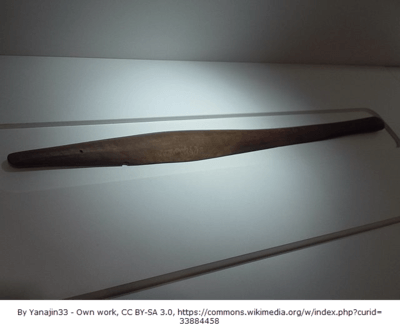 By Yanajin33 - Own work, CC BY-SA 3.0, https://commons.wikimedia.org/w/index.php?curid=
33884458